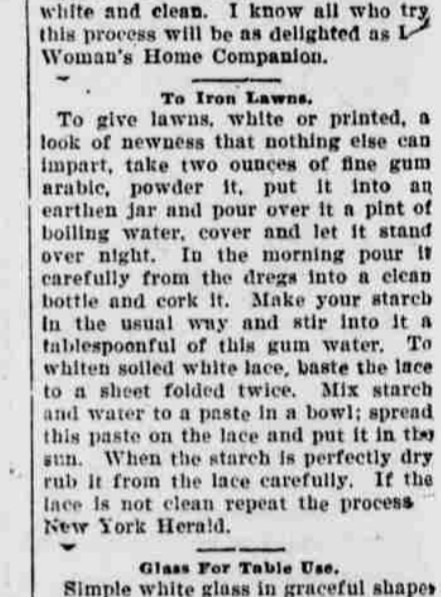 white and clean. I know all who try
this process will be as delighted as I—
Woman's Home Companion.
To Iron Lawns.
To give lawns, white or printed, a
look of newness that nothing else can
impart, take two ounces of fine gum
arabic, powder it, put it into an
earthen jar and pour over it a pint of
boiling water, cover and let it stand
over night. In the morning pour it
carefully from the dregs into a clean
bottle and cork it. Make your starch
in the usual way and stir into it a
tablespoonful of this gum water. To
whiten soiled white lace, baste the lace
to a sheet folded twice. Mix starch
and water to a paste in a bowl; spread
this paste on the lace and put it in the
sun. When the starch is perfectly dry
rub it from the lace carefully. If the
lace is not clean repeat the process
New York Herald.
Glass For Table Use.
Simple white glass in graceful shapes